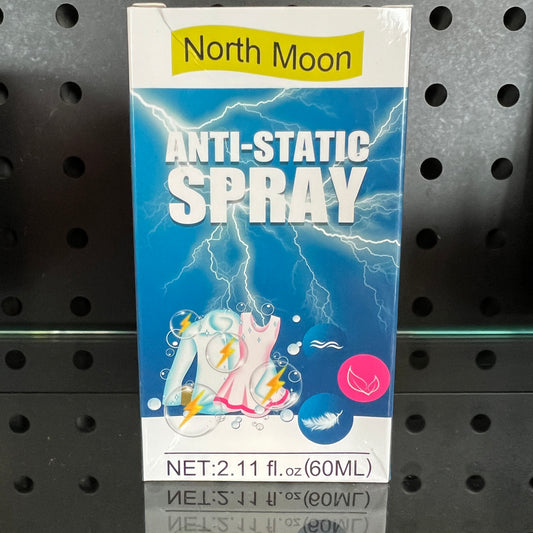 North Moon
ANTI-STATIC
SPRAY
NET:2.11 fl.oz(60ML)